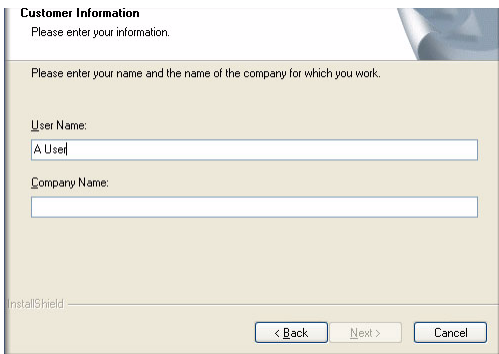 Customer Information
Please enter your information.
Please enter your name and the name of the company for which you work.
User Name:
A User
Company Name:
InstallShield
< Back
Next >
Cancel